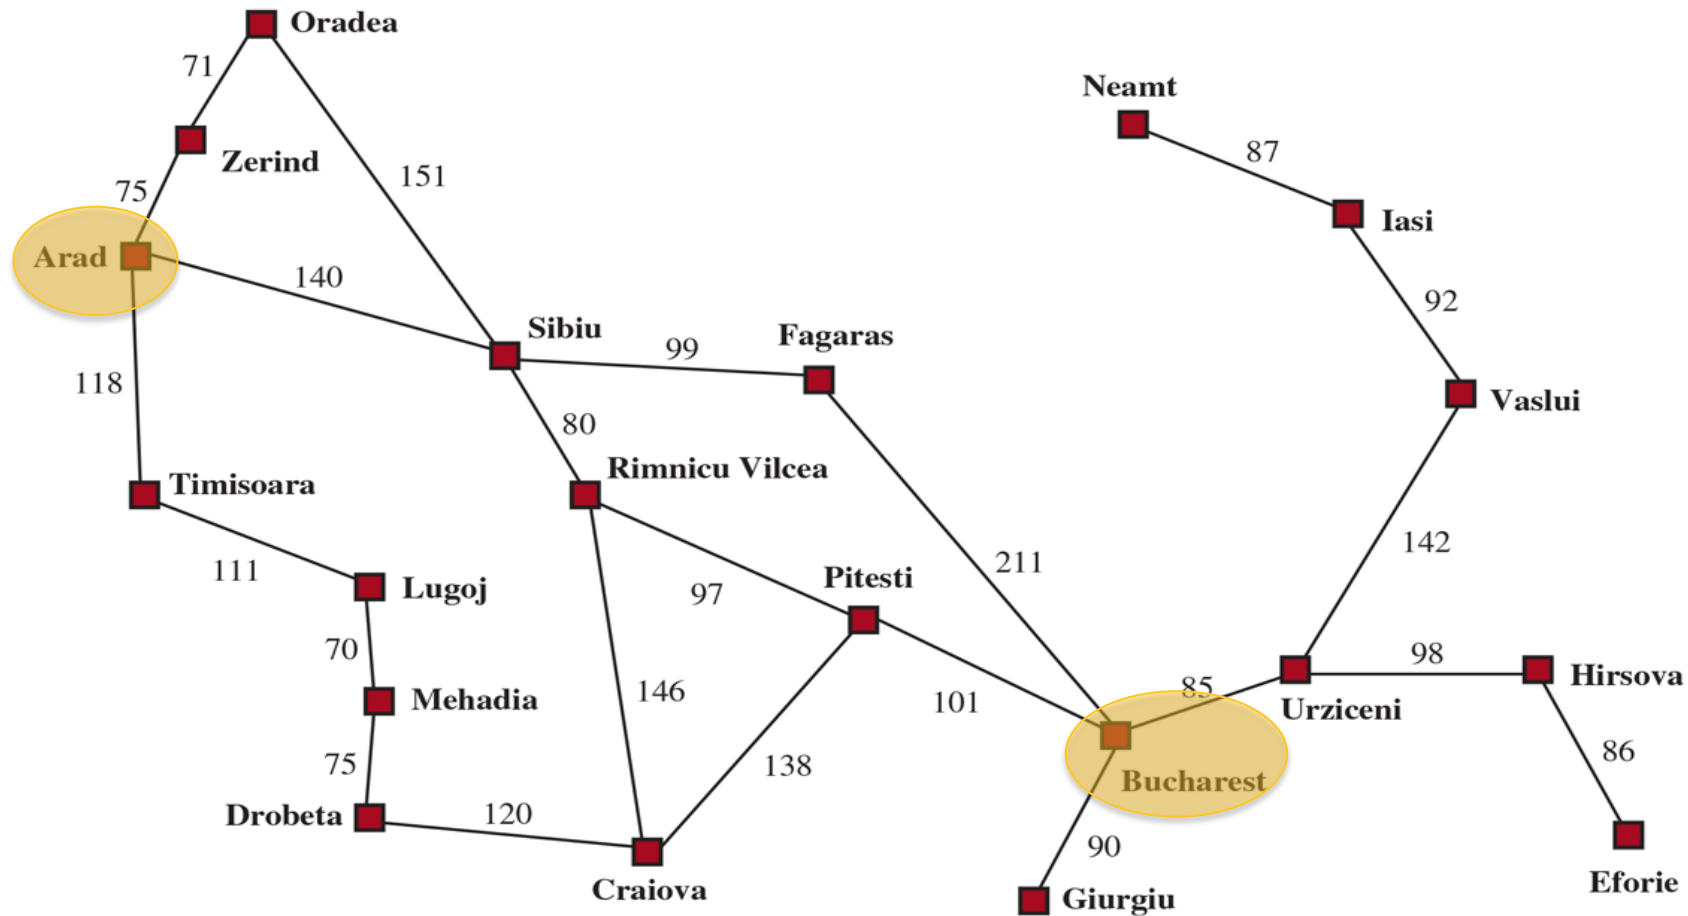 Oradea
71
Neamt
87
Zerind
151
75
Iasi
Arad
140
92
Sibiu
Fagaras
99
118
Vaslui
80
Rimnicu Vilcea
Timisoara
142
211
111
Pitesti
Lugoj
97
70
98
Hirsova
85
146
Mehadia
101
Urziceni
86
75
138
Bucharest
Drobeta
120
90
Craiova
Eforie
Giurgiu